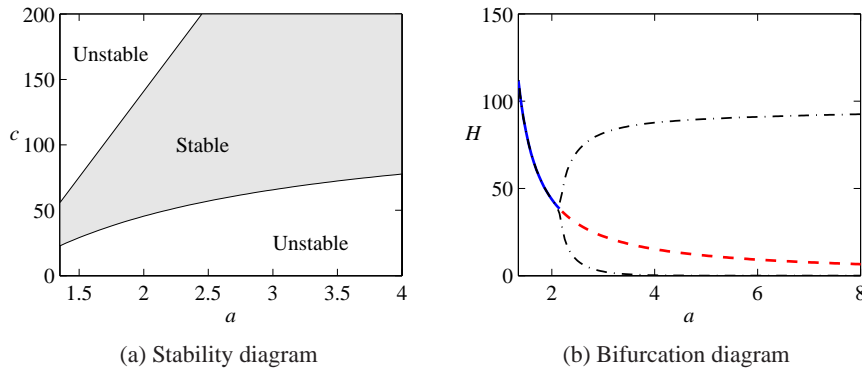 200
150
100
50
0
c
Unstable
Stable
Unstable
1.5 2 2.5 3 3.5 4
a
(a) Stability diagram
150
100
50
0
H
2 4 6 8
a
(b) Bifurcation diagram